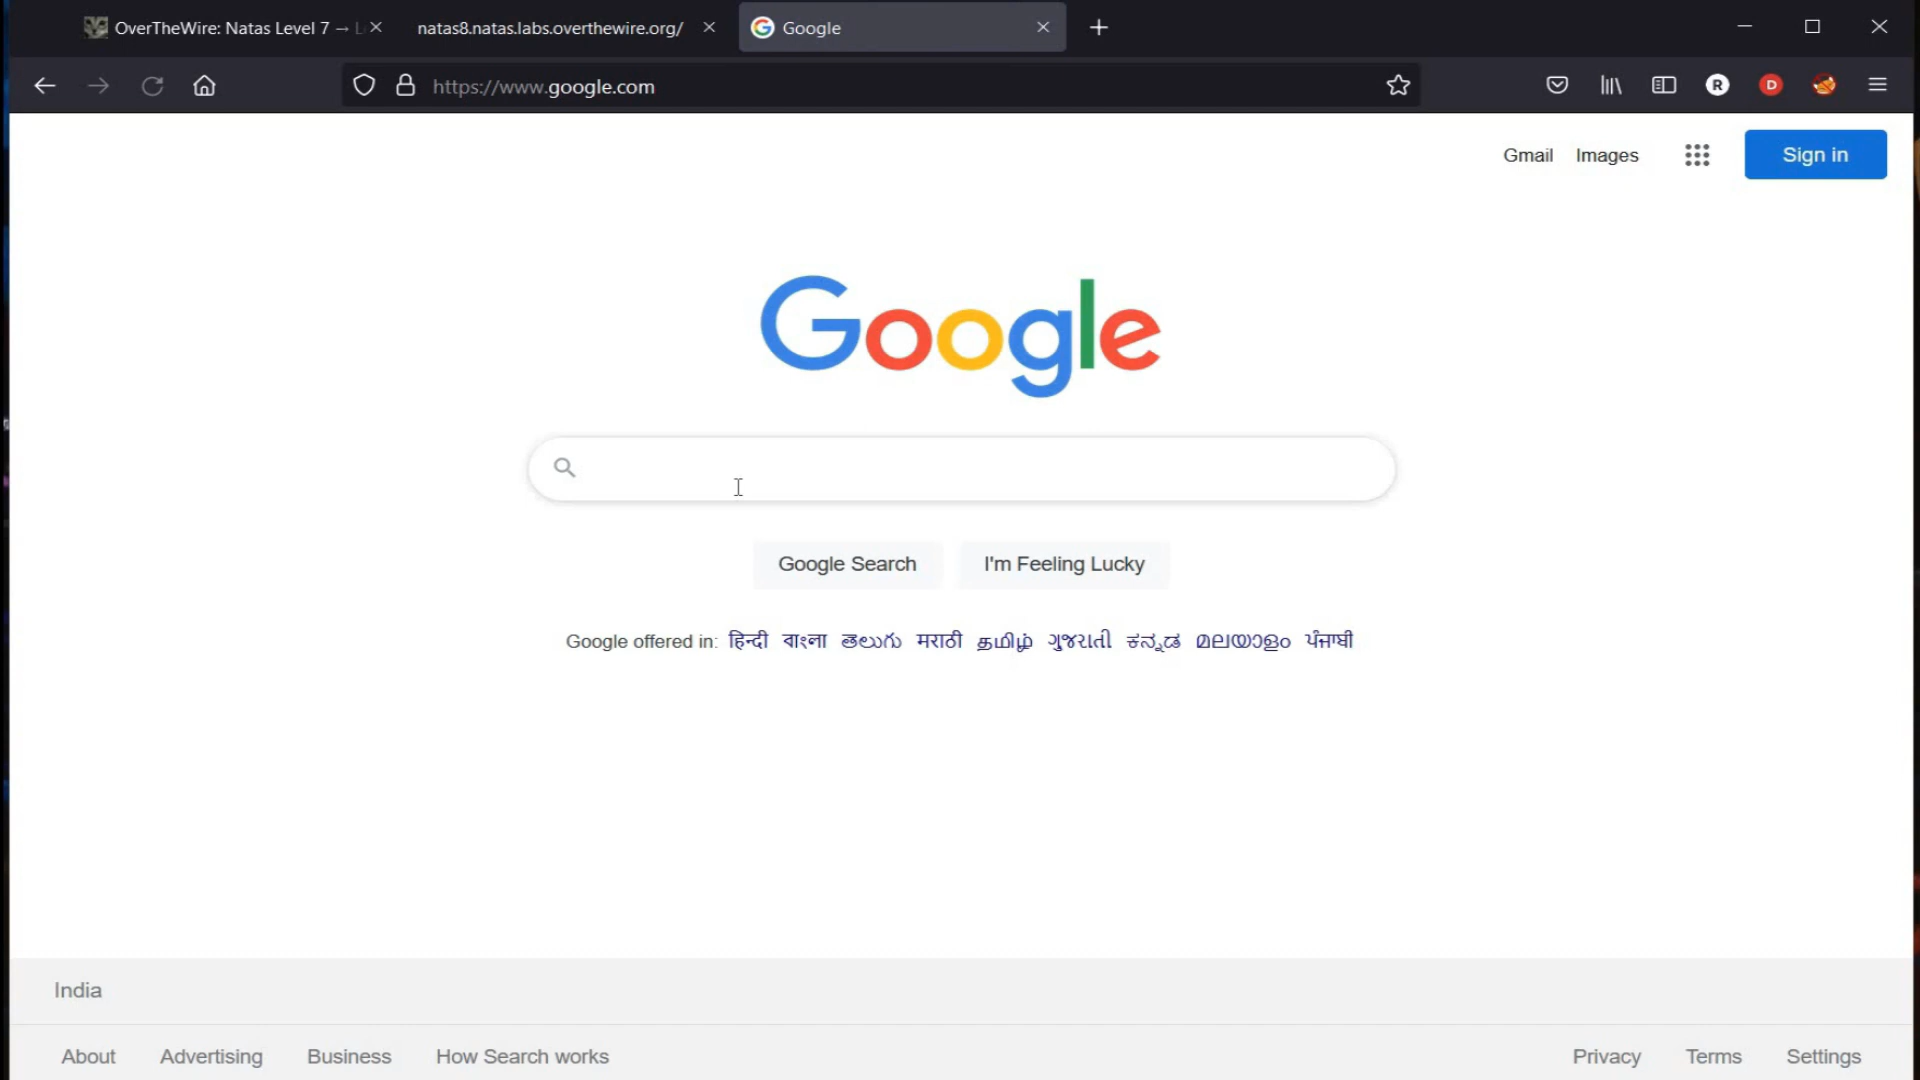 OverTheWire: Natas Level 7 → L
natas8.natas.labs.overthewire.org/
Google
https://www.google.com
R
D
Gmail
Images
Sign in
Google
Google Search
I'm Feeling Lucky
Google offered in: हिन्दी বাংলা తెలుగు मराठी தமிழ் ગુજરાતી ಕನ್ನಡ മലയാളം ਪੰਜਾਬੀ
India
About Advertising Business How Search works Privacy Terms Settings